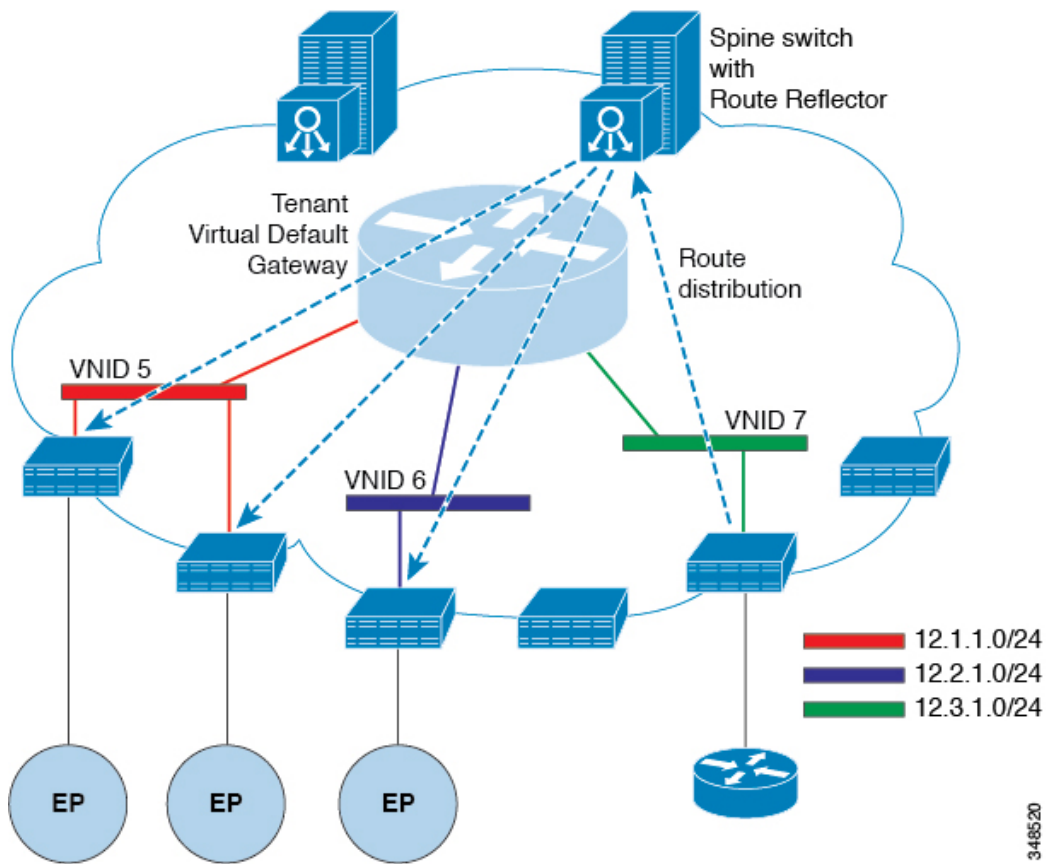 Spine switch
with
Route Reflector
Tenant
Virtual Default
Gateway
Route
distribution
VNID 5
VNID 7
VNID 6
12.1.1.0/24
12.2.1.0/24
12.3.1.0/24
EP
EP
EP
348520